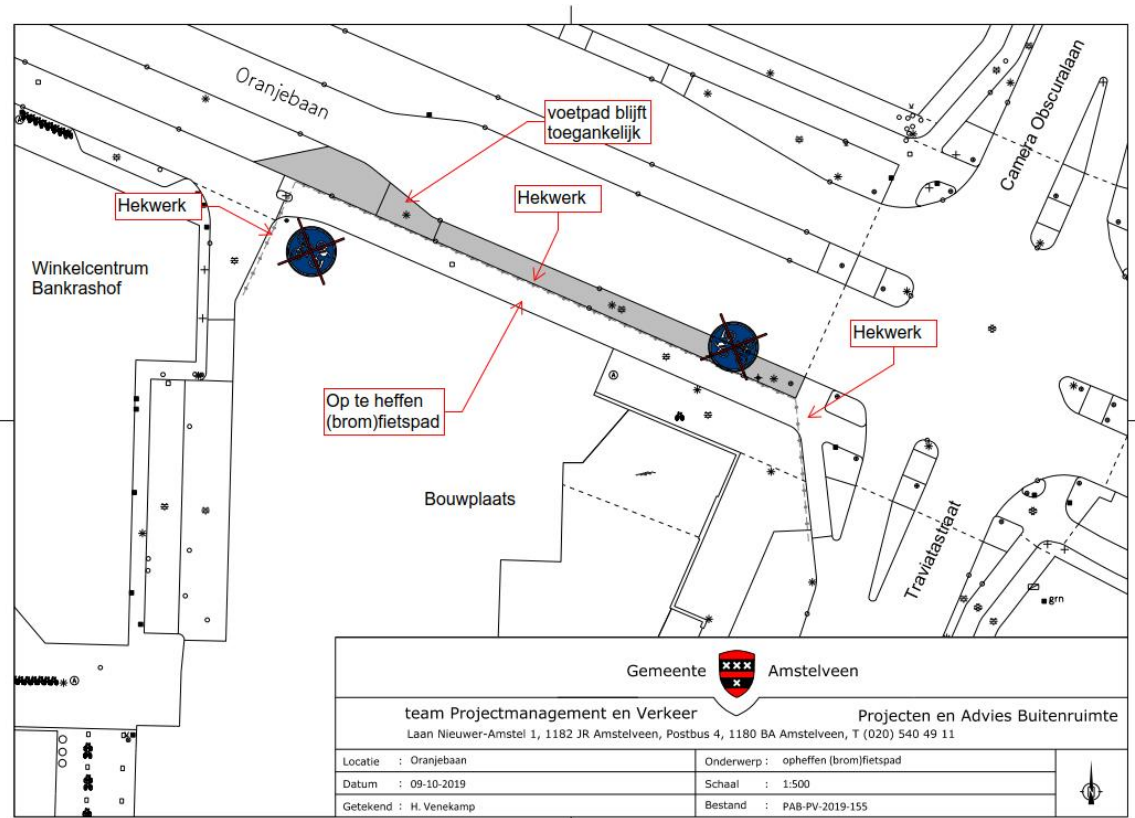 Oranjebaan
voetpad blijft
toegankelijk
Camera Obscuralaan
Hekwerk
Hekwerk
Winkelcentrum
Bankrashof
Hekwerk
Op te heffen
(brom)fietspad
Bouwplaats
Traviatastraat
grn
Gemeente Amstelveen
team Projectmanagement en Verkeer
Projecten en Advies Buitenruimte
Laan Nieuwer-Amstel 1, 1182 JR Amstelveen, Postbus 4, 1180 BA Amstelveen, T (020) 540 49 11
Locatie : Oranjebaan
Onderwerp : opheffen (brom)fietspad
Datum : 09-10-2019
Schaal : 1:500
Getekend : H. Venekamp
Bestand : PAB-PV-2019-155